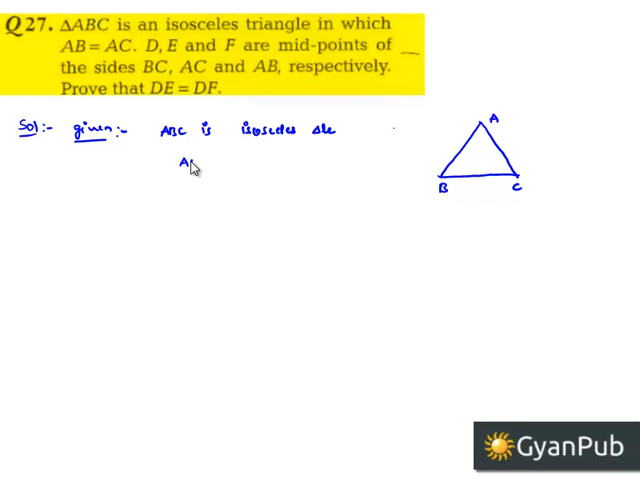 Q27. ΔABC is an isosceles triangle in which
AB = AC. D, E and F are mid-points of
the sides BC, AC and AB, respectively.
Prove that DE = DF.
Sol:- given:- ABC is isosceles Δle
A
A
B C
GyanPub